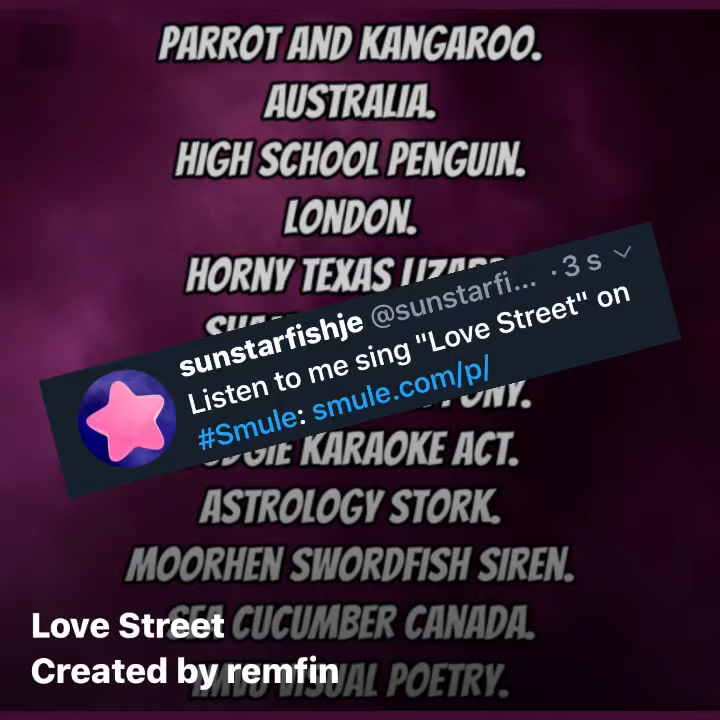 PARROT AND KANGAROO.
AUSTRALIA.
HIGH SCHOOL PENGUIN.
LONDON.
HORNY TEXAS
sunstarfishje @sunstarfi... · 3 s
Listen to me sing "Love Street" on
#Smule: smule.com/p/
KARAOKE ACT.
ASTROLOGY STORK.
MOORHEN SWORDFISH SIREN.
SEA CUCUMBER CANADA.
Love Street
POETRY.
Created by remfin